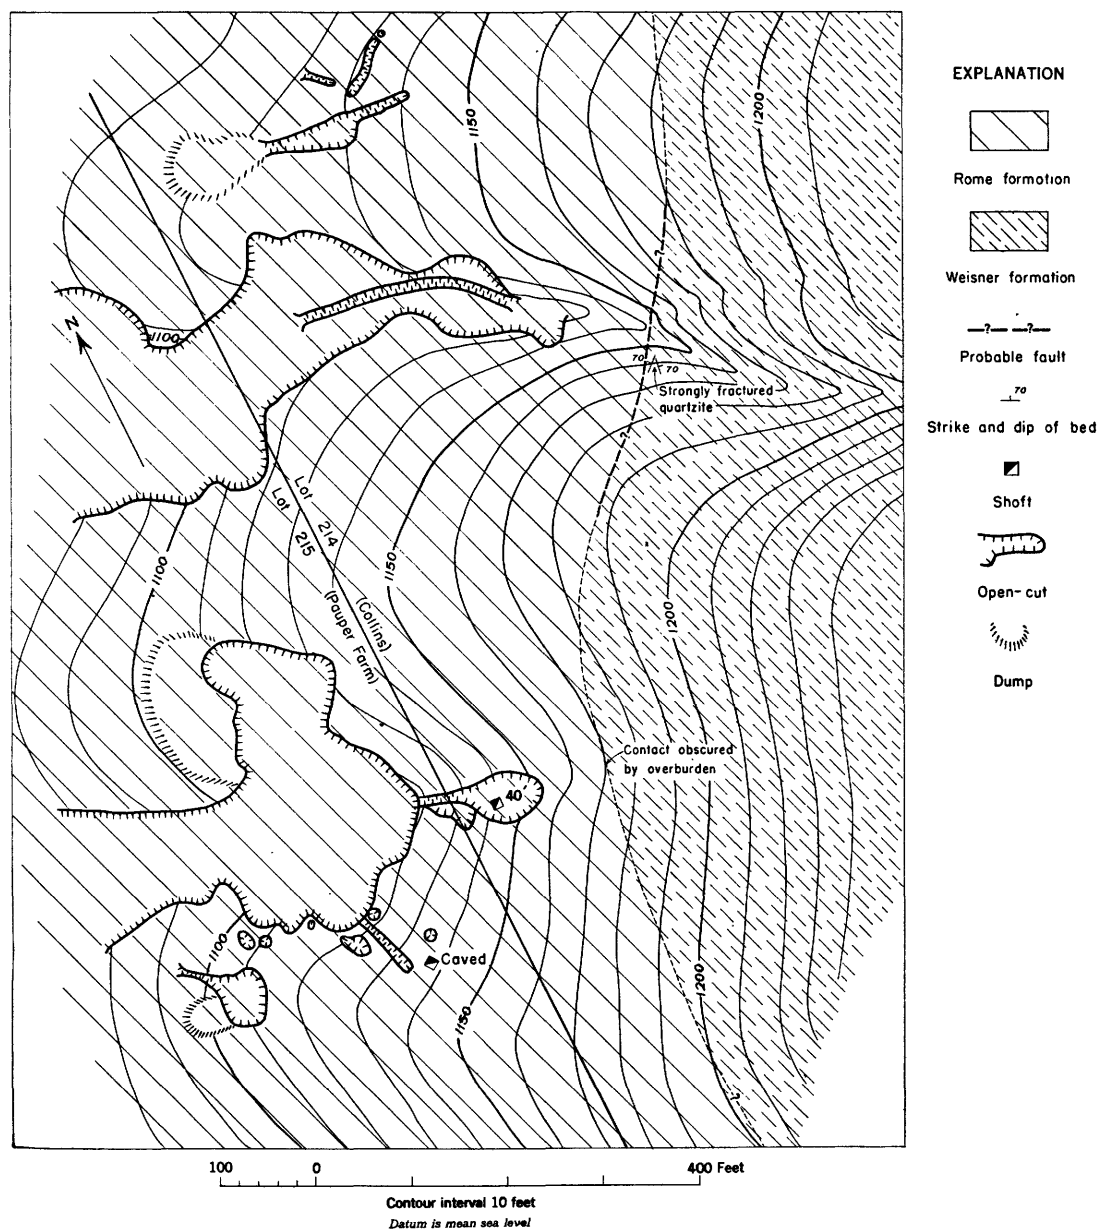 1150
1200
1100
N
70
70
Strongly fractured
quartzite
?
?
Lot 214
Lot 215
(Collins)
(Pauper Farm)
1100
1150
1200
Contact obscured
by overburden
40
Caved
1100
1150
1200
?
EXPLANATION
Rome formation
Weisner formation
—?— —?—
Probable fault
70
Strike and dip of bed
Shaft
Open-cut
Dump
100 0 400 Feet
Contour interval 10 feet
Datum is mean sea level